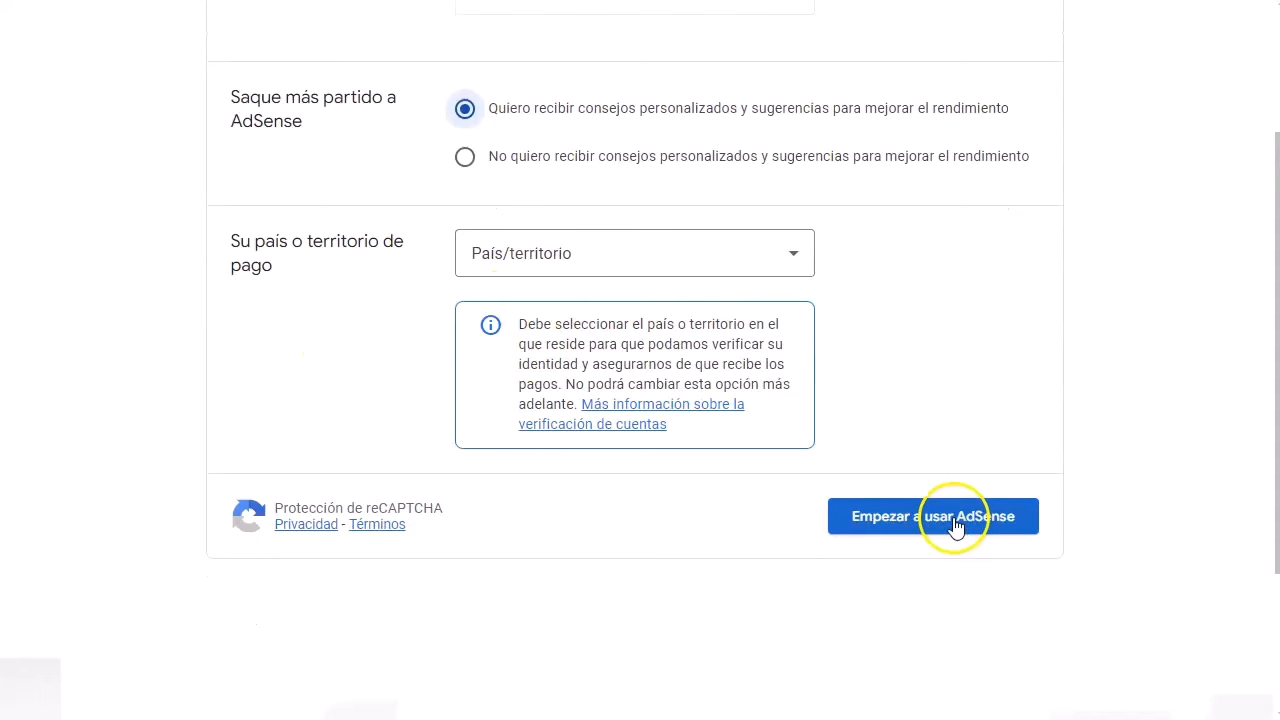 Saque más partido a
AdSense
Quiero recibir consejos personalizados y sugerencias para mejorar el rendimiento
No quiero recibir consejos personalizados y sugerencias para mejorar el rendimiento
Su país o territorio de
pago
País/territorio
Debe seleccionar el país o territorio en el
que reside para que podamos verificar su
identidad y asegurarnos de que recibe los
pagos. No podrá cambiar esta opción más
adelante. Más información sobre la
verificación de cuentas
Protección de reCAPTCHA
Privacidad - Términos
Empezar a usar AdSense